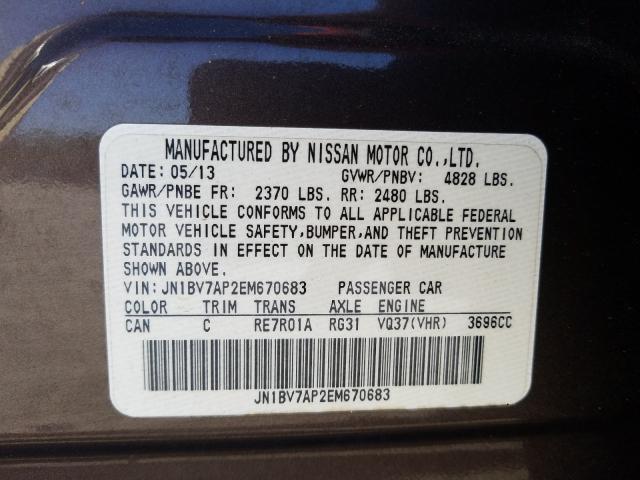 MANUFACTURED BY NISSAN MOTOR CO.,LTD.
DATE: 05/13 GVWR/PNBV: 4828 LBS.
GAWR/PNBE FR: 2370 LBS. RR: 2480 LBS.
THIS VEHICLE CONFORMS TO ALL APPLICABLE FEDERAL
MOTOR VEHICLE SAFETY,BUMPER,AND THEFT PREVENTION
STANDARDS IN EFFECT ON THE DATE OF MANUFACTURE
SHOWN ABOVE.
VIN: JN1BV7AP2EM670683 PASSENGER CAR
COLOR TRIM TRANS AXLE ENGINE
CAN C RE7R01A RG31 VQ37(VHR) 3696CC
JN1BV7AP2EM670683